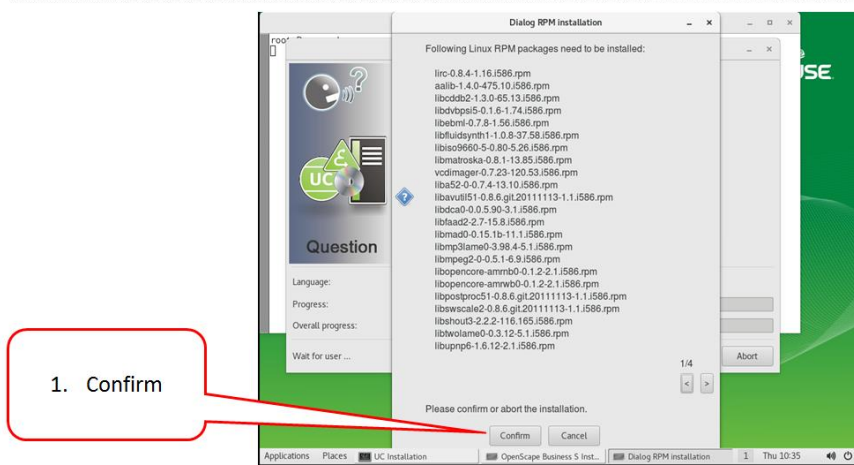 Dialog RPM installation
root
Following Linux RPM packages need to be installed:
lirc-0.8.4-1.16.i586.rpm
aalib-1.4.0-475.10.i586.rpm
libcddb2-1.3.0-65.13.i586.rpm
libdvbpsi5-0.1.6-1.74.i586.rpm
libebml-0.7.8-1.56.i586.rpm
libfluidsynth1-1.0.8-37.58.i586.rpm
libiso9660-5-0.80-5.26.i586.rpm
libmatroska-0.8.1-13.85.i586.rpm
vcdimager-0.7.23-120.53.i586.rpm
liba52-0-0.7.4-13.10.i586.rpm
libavutil51-0.8.6.git.20111113-1.1.i586.rpm
libdca0-0.0.5.90-3.1.i586.rpm
libfaad2-2.7-15.8.i586.rpm
libmad0-0.15.1b-11.1.i586.rpm
libmp3lame0-3.98.4-5.1.i586.rpm
libmpeg2-0-0.5.1-6.9.i586.rpm
libopencore-amrnb0-0.1.2-2.1.i586.rpm
libopencore-amrwb0-0.1.2-2.1.i586.rpm
libpostproc51-0.8.6.git.20111113-1.1.i586.rpm
libswscale2-0.8.6.git.20111113-1.1.i586.rpm
libshout3-2.2.2-116.165.i586.rpm
libtwolame0-0.3.12-5.1.i586.rpm
libupnp6-1.6.12-2.1.i586.rpm
1/4
< >
Please confirm or abort the installation.
Confirm Cancel
UC
Question
Language:
Progress:
Overall progress:
Wait for user ...
Abort
USE
1. Confirm
Applications Places UC Installation OpenScape Business S Inst... Dialog RPM installation 1 Thu 10:35